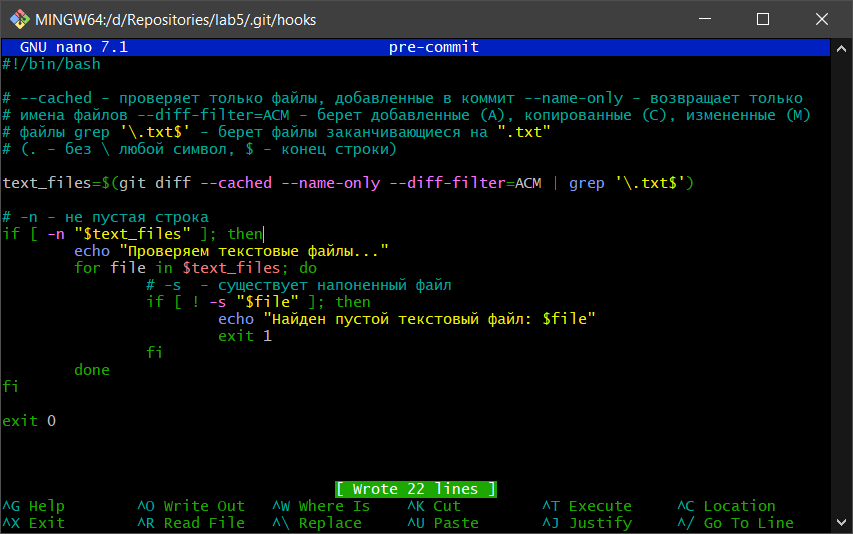 MINGW64:/d/Repositories/lab5/.git/hooks
GNU nano 7.1 pre-commit
#!/bin/bash
# --cached - проверяет только файлы, добавленные в коммит --name-only - возвращает только
# имена файлов --diff-filter=ACM - берет добавленные (A), копированные (C), измененные (M)
# файлы grep '\.txt$' - берет файлы заканчивающиеся на ".txt"
# (. - без \ любой символ, $ - конец строки)
text_files=$(git diff --cached --name-only --diff-filter=ACM | grep '\.txt$')
# -n - не пустая строка
if [ -n "$text_files" ]; then
echo "Проверяем текстовые файлы..."
for file in $text_files; do
# -s  - существует напоненный файл
if [ ! -s "$file" ]; then
echo "Найден пустой текстовый файл: $file"
exit 1
fi
done
fi
exit 0
[ Wrote 22 lines ]
^G Help ^O Write Out ^W Where Is ^K Cut ^T Execute ^C Location
^X Exit ^R Read File ^\ Replace ^U Paste ^J Justify ^/ Go To Line